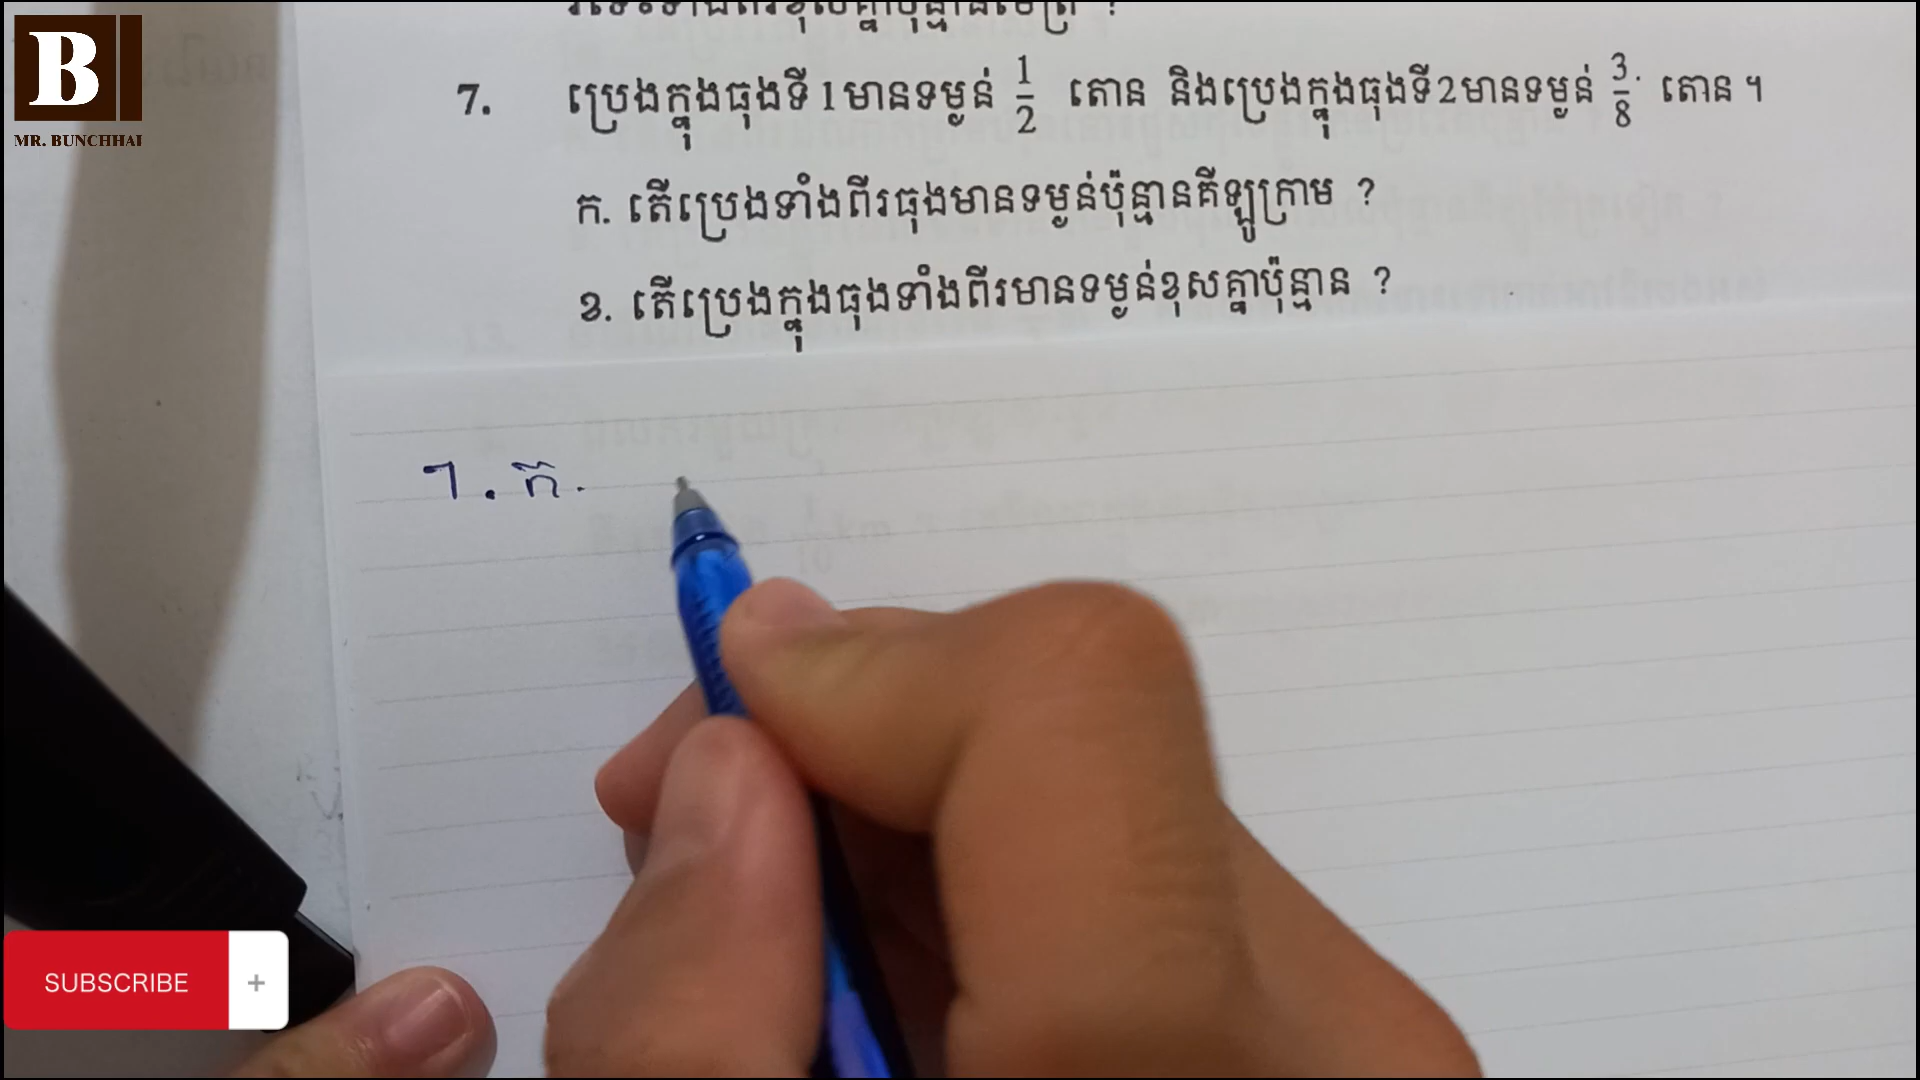 B
MR. BUNCHHAI
7. ប្រេងក្នុងធុងទី1មានទម្ងន់ 1/2 តោន និងប្រេងក្នុងធុងទី2មានទម្ងន់ 3/8 តោន ។
ក. តើប្រេងទាំងពីរធុងមានទម្ងន់ប៉ុន្មានគីឡូក្រាម ?
ខ. តើប្រេងក្នុងធុងទាំងពីរមានទម្ងន់ខុសគ្នាប៉ុន្មាន ?
7. ក.
SUBSCRIBE +